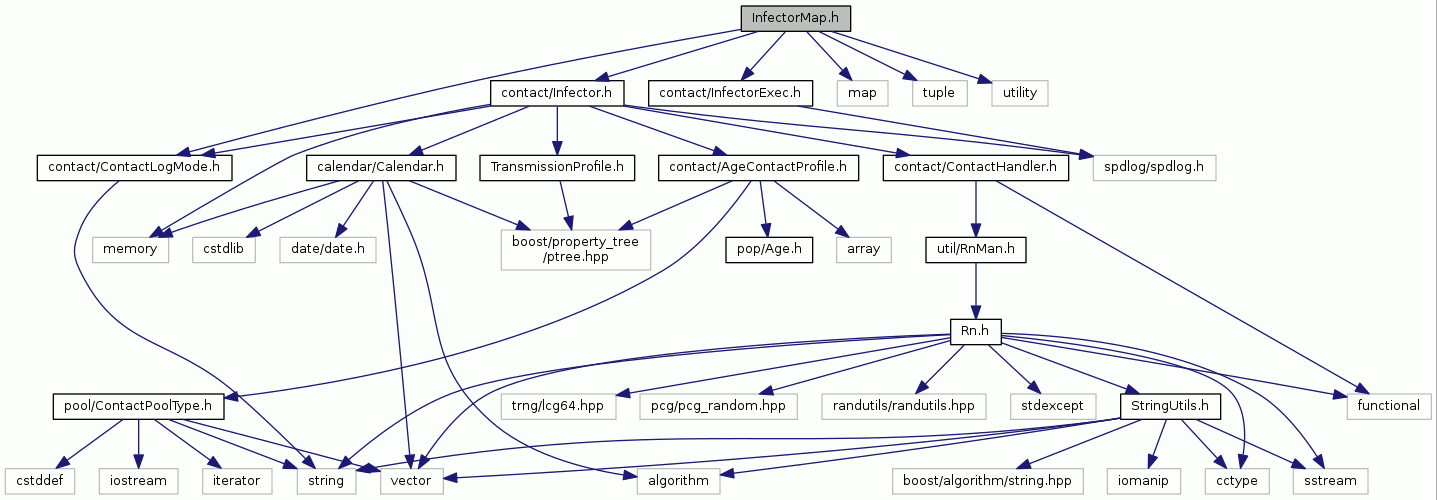 InfectorMap.h
contact/Infector.h
contact/InfectorExec.h
map
tuple
utility
contact/ContactLogMode.h
calendar/Calendar.h
TransmissionProfile.h
contact/AgeContactProfile.h
contact/ContactHandler.h
spdlog/spdlog.h
memory
cstdlib
date/date.h
boost/property_tree
/ptree.hpp
pop/Age.h
array
util/RnMan.h
Rn.h
pool/ContactPoolType.h
trng/lcg64.hpp
pcg/pcg_random.hpp
randutils/randutils.hpp
stdexcept
StringUtils.h
functional
cstddef
iostream
iterator
string
vector
algorithm
boost/algorithm/string.hpp
iomanip
cctype
sstream